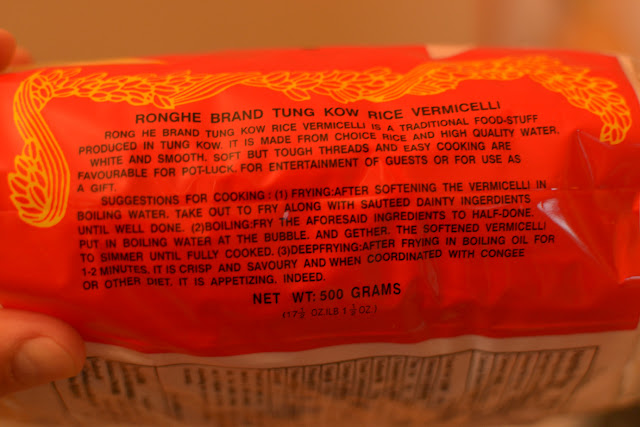 RONGHE BRAND TUNG KOW RICE VERMICELLI
RONG HE BRAND TUNG KOW RICE VERMICELLI IS A TRADITIONAL FOOD-STUFF
PRODUCED IN TUNG KOW. IT IS MADE FROM CHOICE RICE AND HIGH QUALITY WATER.
WHITE AND SMOOTH. SOFT BUT TOUGH THREADS AND EASY COOKING ARE
FAVOURABLE FOR POT-LUCK. FOR ENTERTAINMENT OF GUESTS OR FOR USE AS
A GIFT.
SUGGESTIONS FOR COOKING: (1) FRYING:AFTER SOFTENING THE VERMICELLI IN
BOILING WATER. TAKE OUT TO FRY ALONG WITH SAUTEED DAINTY INGERDIENTS
UNTIL WELL DONE. (2)BOILING:FRY THE AFORESAID INGREDIENTS TO HALF-DONE.
PUT IN BOILING WATER AT THE BUBBLE. AND GETHER. THE SOFTENED VERMICELLI
TO SIMMER UNTIL FULLY COOKED. (3)DEEPFRYING:AFTER FRYING IN BOILING OIL FOR
1-2 MINUTES, IT IS CRISP AND SAVOURY AND WHEN COORDINATED WITH CONGEE
OR OTHER DIET. IT IS APPETIZING. INDEED.
NET WT: 500 GRAMS
(17½ OZ.1LB 1½ OZ.)